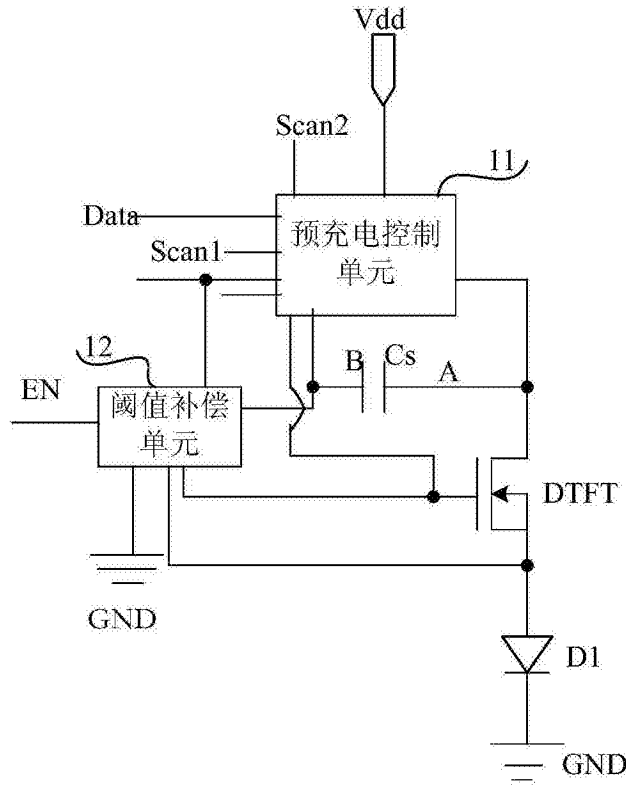 Vdd
Scan2
11
Data
预充电控制
单元
Scan1
12
B
Cs
A
EN
阈值补偿
单元
DTFT
GND
D1
GND